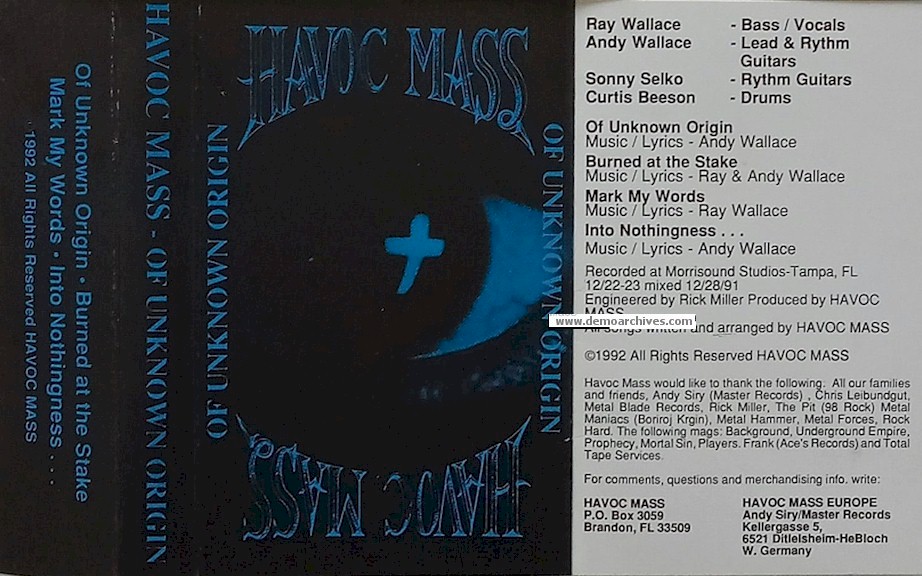 Of Unknown Origin • Burned at the Stake
Mark My Words • Into Nothingness . . .
1992 All Rights Reserved HAVOC MASS
HAVOC MASS - OF UNKNOWN ORIGIN
OF UNKNOWN ORIGIN
HAVOC MASS
OF UNKNOWN ORIGIN
HAVOC MASS
Ray Wallace - Bass / Vocals
Andy Wallace - Lead & Rythm
Guitars
Sonny Selko - Rythm Guitars
Curtis Beeson - Drums
Of Unknown Origin
Music / Lyrics - Andy Wallace
Burned at the Stake
Music / Lyrics - Ray & Andy Wallace
Mark My Words
Music / Lyrics - Ray Wallace
Into Nothingness . . .
Music / Lyrics - Andy Wallace
Recorded at Morrisound Studios-Tampa, FL
12/22-23 mixed 12/28/91
Engineered by Rick Miller Produced by HAVOC
MASS
www.demoarchives.com
All songs written and arranged by HAVOC MASS
©1992 All Rights Reserved HAVOC MASS
Havoc Mass would like to thank the following. All our families
and friends, Andy Siry (Master Records) , Chris Leibundgut,
Metal Blade Records, Rick Miller, The Pit (98 Rock) Metal
Maniacs (Borivoj Krgin), Metal Hammer, Metal Forces, Rock
Hard. The following mags: Background, Underground Empire,
Prophecy, Mortal Sin, Players. Frank (Ace's Records) and Total
Tape Services.
For comments, questions and merchandising info. write:
HAVOC MASS
P.O. Box 3059
Brandon, FL 33509
HAVOC MASS EUROPE
Andy Siry/Master Records
Kellergasse 5,
6521 Ditlelsheim-HeBloch
W. Germany